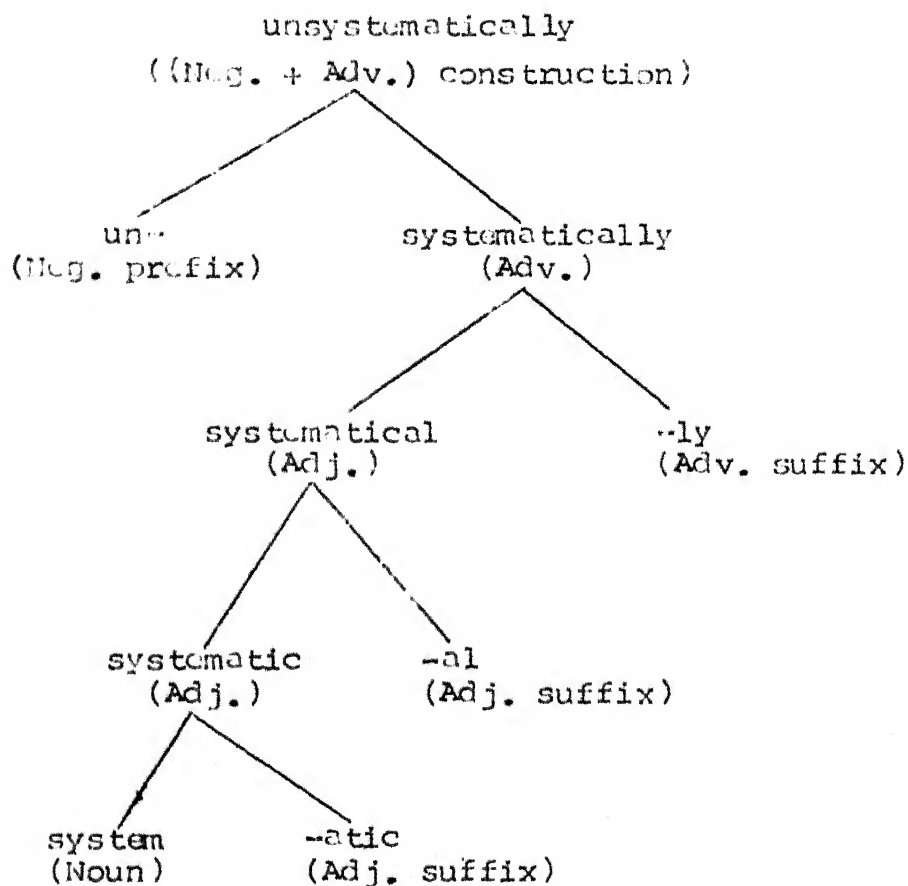 unsystematically
((Neg. + Adv.) construction)
un-
(Neg. prefix)
systematically
(Adv.)
systematical
(Adj.)
-ly
(Adv. suffix)
systematic
(Adj.)
-al
(Adj. suffix)
system
(Noun)
-atic
(Adj. suffix)